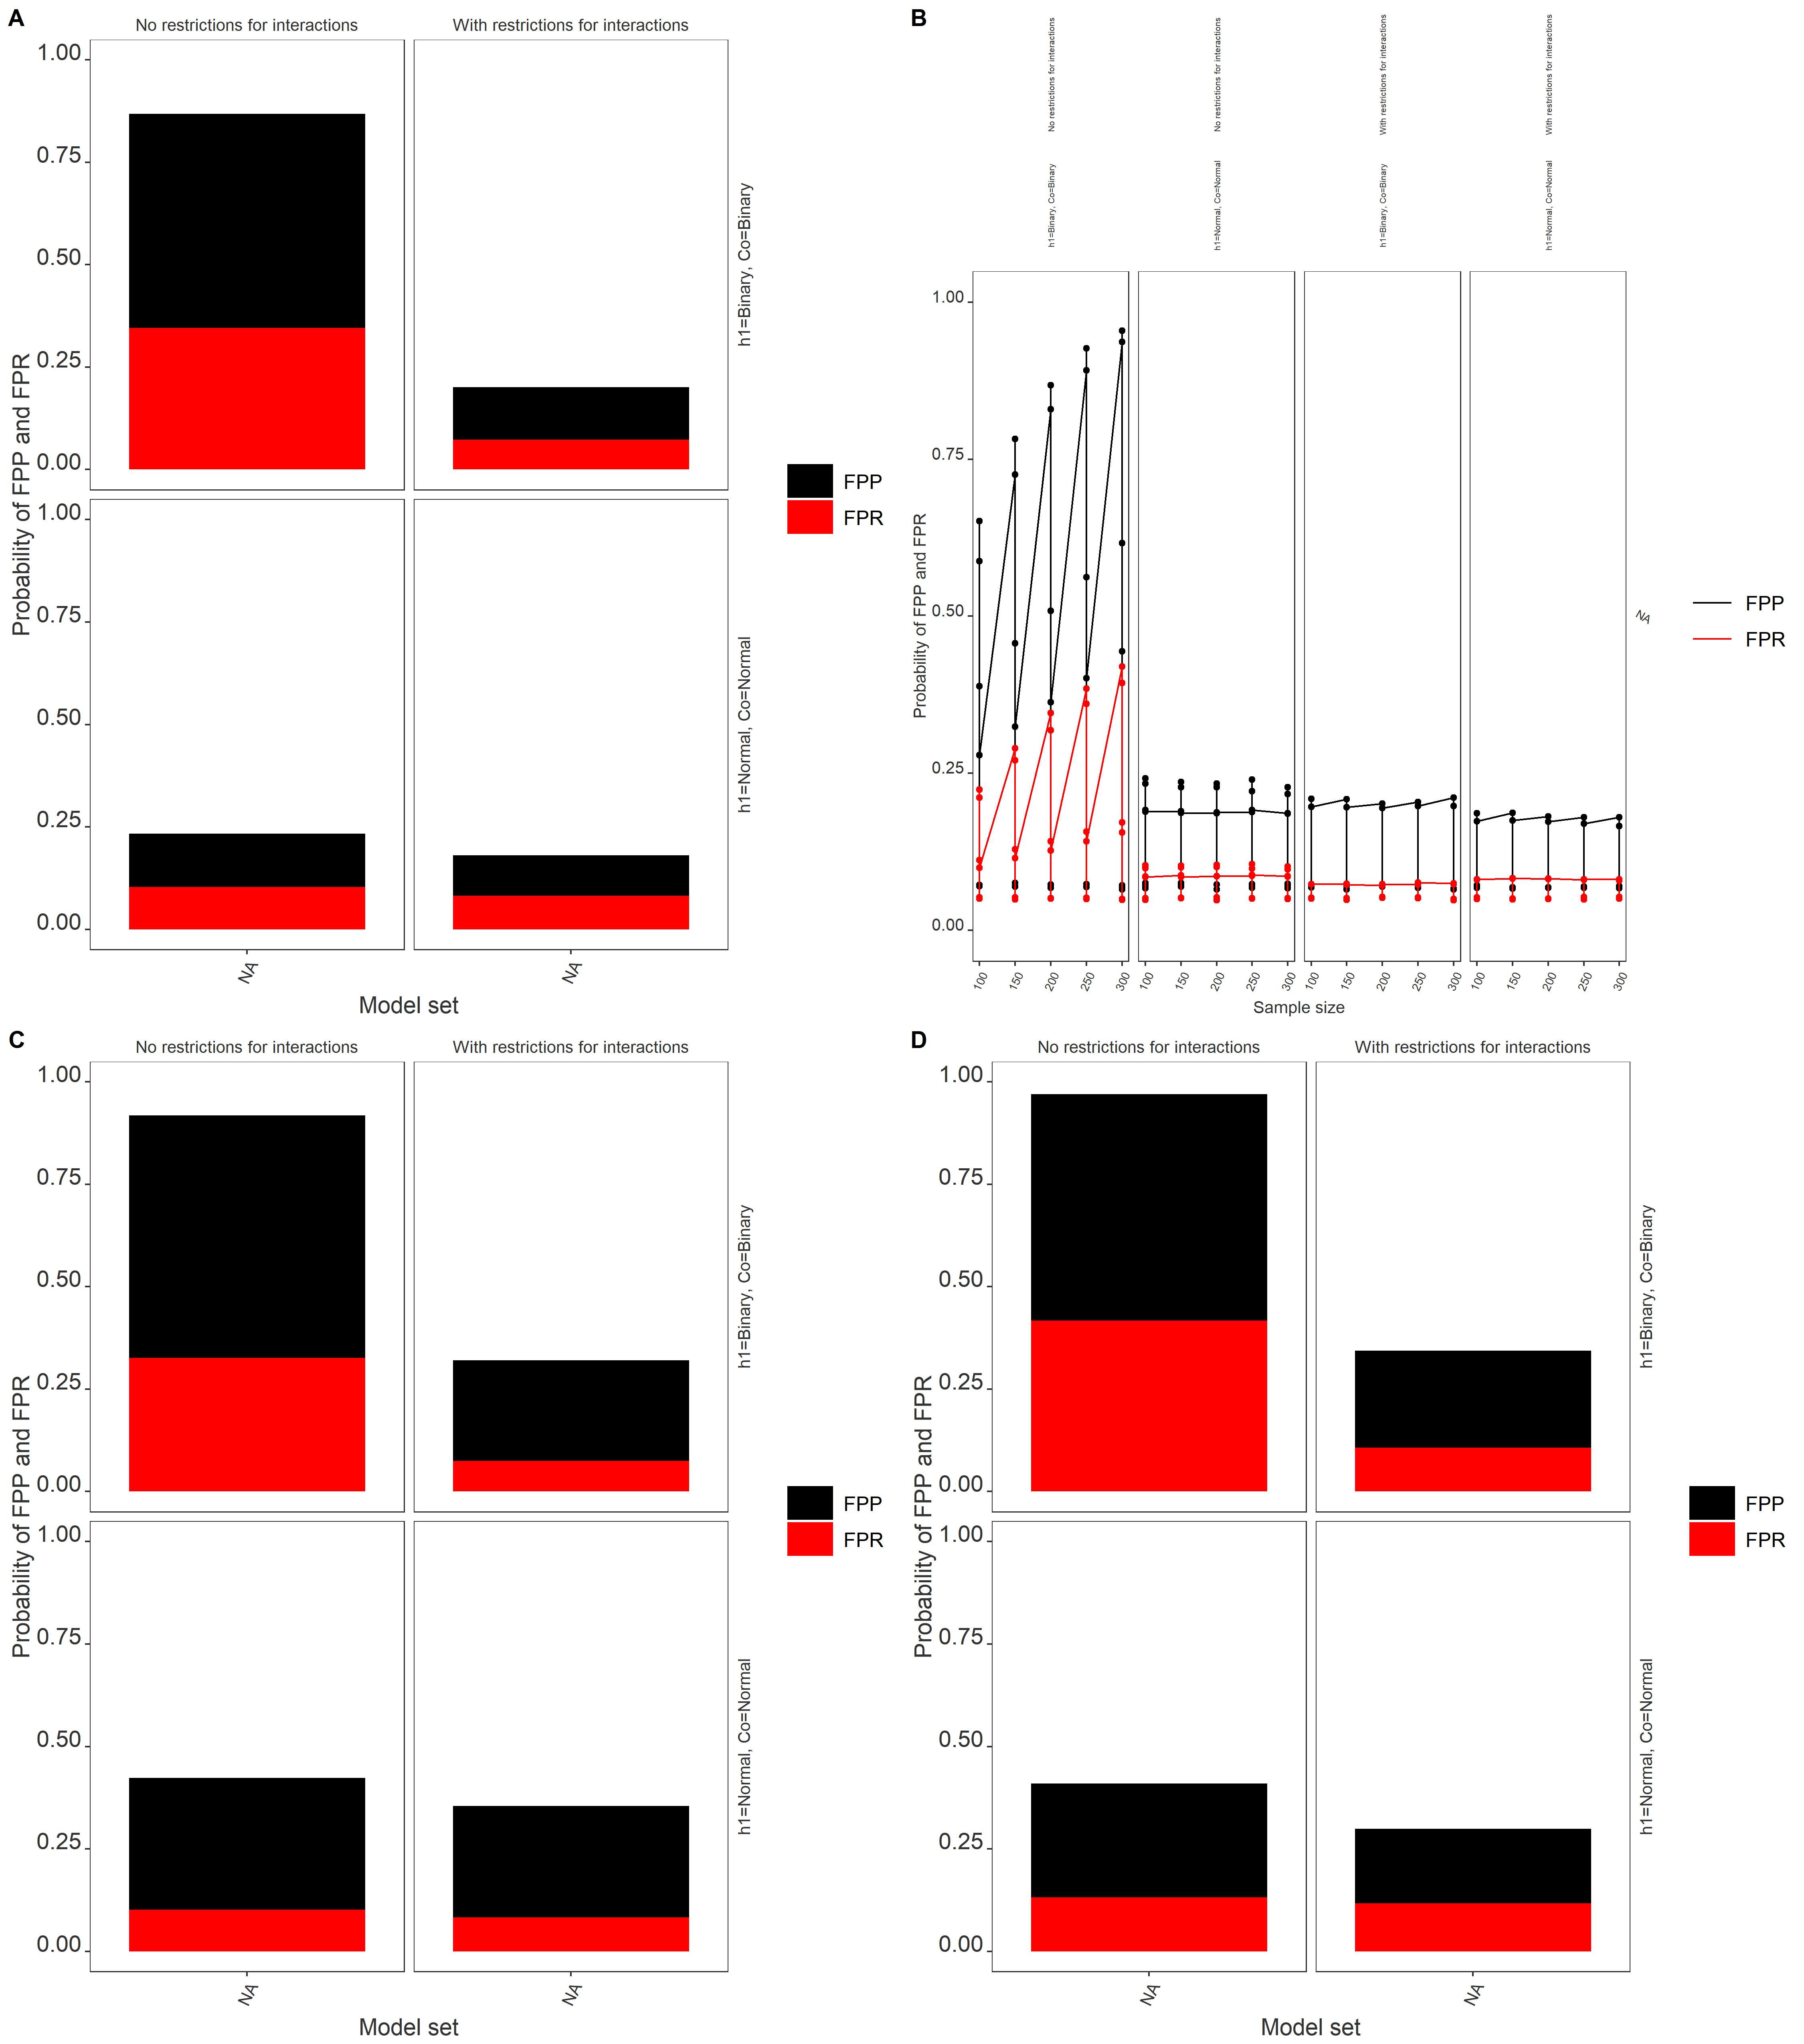 A
No restrictions for interactions
With restrictions for interactions
Probability of FPP and FPR
1.00
0.75
0.50
0.25
0.00
h1=Binary, Co=Binary
1.00
0.75
0.50
0.25
0.00
h1=Normal, Co=Normal
NA
NA
Model set
FPP
FPR
B
No restrictions for interactions
No restrictions for interactions
With restrictions for interactions
With restrictions for interactions
h1=Binary, Co=Binary
h1=Normal, Co=Normal
h1=Binary, Co=Binary
h1=Normal, Co=Normal
Probability of FPP and FPR
1.00
0.75
0.50
0.25
0.00
NA
100
150
200
250
300
100
150
200
250
300
100
150
200
250
300
100
150
200
250
300
Sample size
FPP
FPR
C
No restrictions for interactions
With restrictions for interactions
Probability of FPP and FPR
1.00
0.75
0.50
0.25
0.00
h1=Binary, Co=Binary
1.00
0.75
0.50
0.25
0.00
h1=Normal, Co=Normal
NA
NA
Model set
FPP
FPR
D
No restrictions for interactions
With restrictions for interactions
Probability of FPP and FPR
1.00
0.75
0.50
0.25
0.00
h1=Binary, Co=Binary
1.00
0.75
0.50
0.25
0.00
h1=Normal, Co=Normal
NA
NA
Model set
FPP
FPR